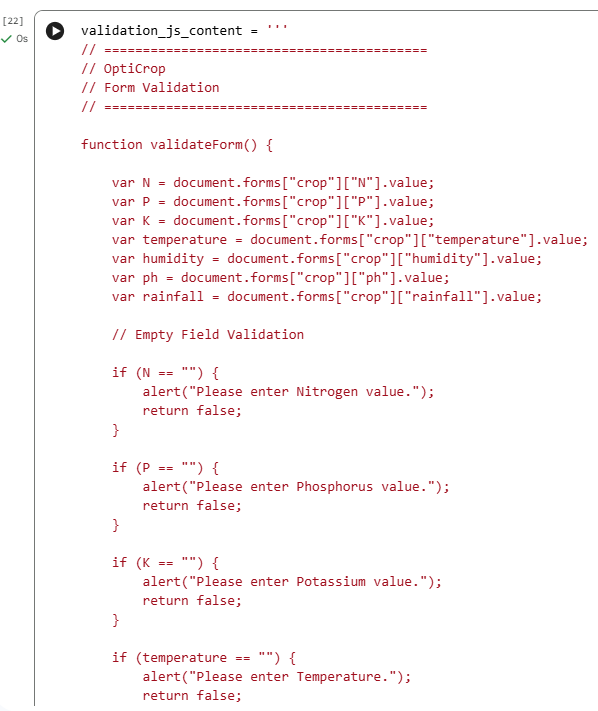 [22]
0s
validation_js_content = '''
// ==========================================
// OptiCrop
// Form Validation
// ==========================================
function validateForm() {
var N = document.forms["crop"]["N"].value;
var P = document.forms["crop"]["P"].value;
var K = document.forms["crop"]["K"].value;
var temperature = document.forms["crop"]["temperature"].value;
var humidity = document.forms["crop"]["humidity"].value;
var ph = document.forms["crop"]["ph"].value;
var rainfall = document.forms["crop"]["rainfall"].value;
// Empty Field Validation
if (N == "") {
alert("Please enter Nitrogen value.");
return false;
}
if (P == "") {
alert("Please enter Phosphorus value.");
return false;
}
if (K == "") {
alert("Please enter Potassium value.");
return false;
}
if (temperature == "") {
alert("Please enter Temperature.");
return false;